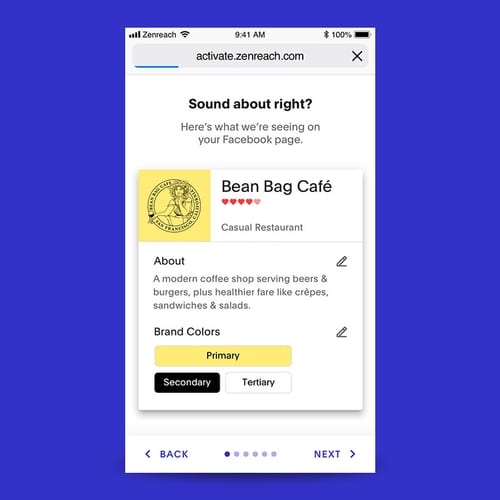 Zenreach 9:41 AM 100%
activate.zenreach.com
Sound about right?
Here's what we're seeing on
your Facebook page.
BEAN BAG CAFÉ
SAN FRANCISCO, CALIFORNIA
Bean Bag Café
Casual Restaurant
About
A modern coffee shop serving beers &
burgers, plus healthier fare like crêpes,
sandwiches & salads.
Brand Colors
Primary
Secondary Tertiary
BACK NEXT